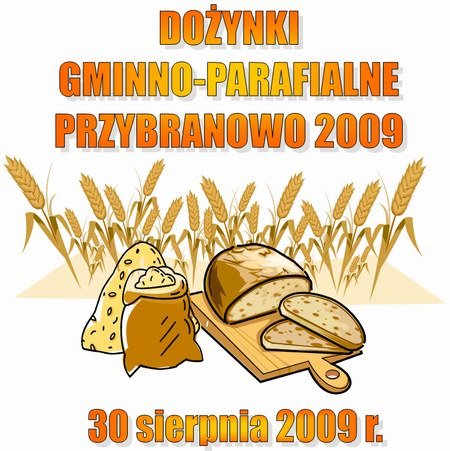 DOŻYNKI
GMINNO-PARAFIALNE
PRZYBRANOWO 2009
30 sierpnia 2009 r.